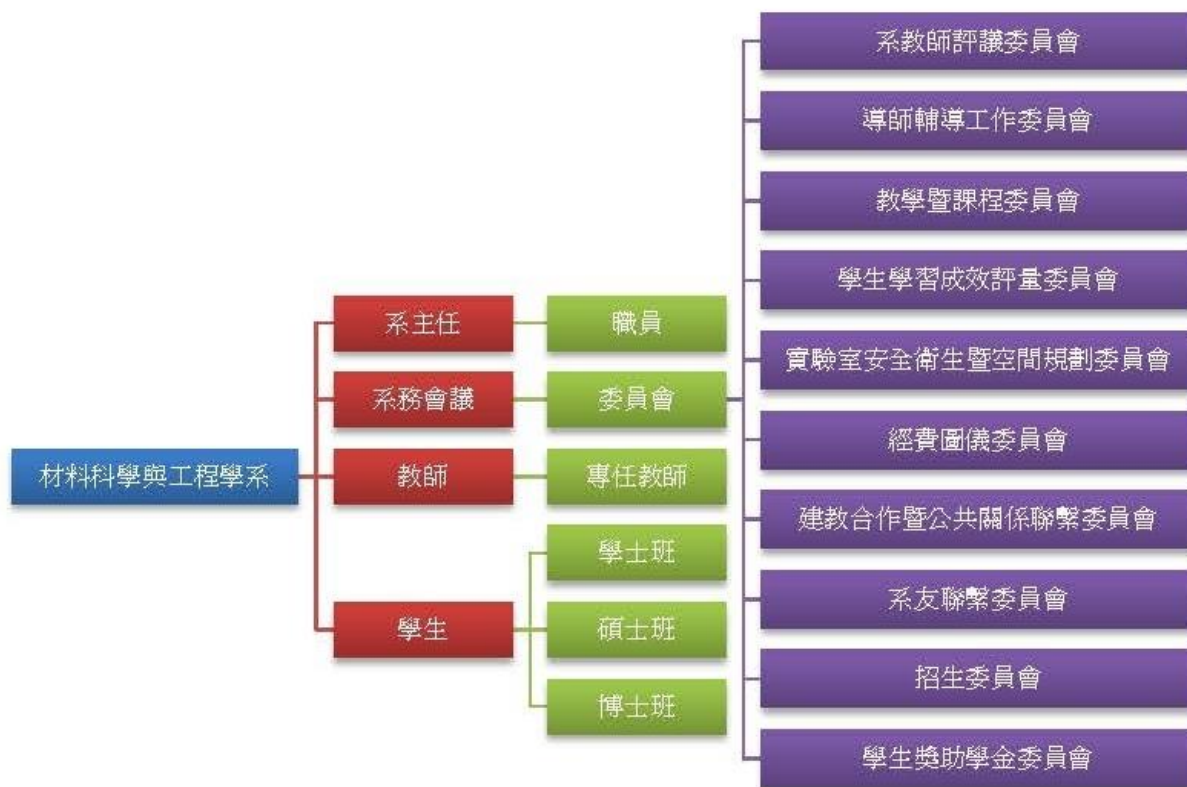 材料科學與工程學系
系主任
系務會議
教師
學生
職員
委員會
專任教師
學士班
碩士班
博士班
系教師評議委員會
導師輔導工作委員會
教學暨課程委員會
學生學習成效評量委員會
實驗室安全衛生暨空間規劃委員會
經費圖儀委員會
建教合作暨公共關係聯繫委員會
系友聯繫委員會
招生委員會
學生獎助學金委員會